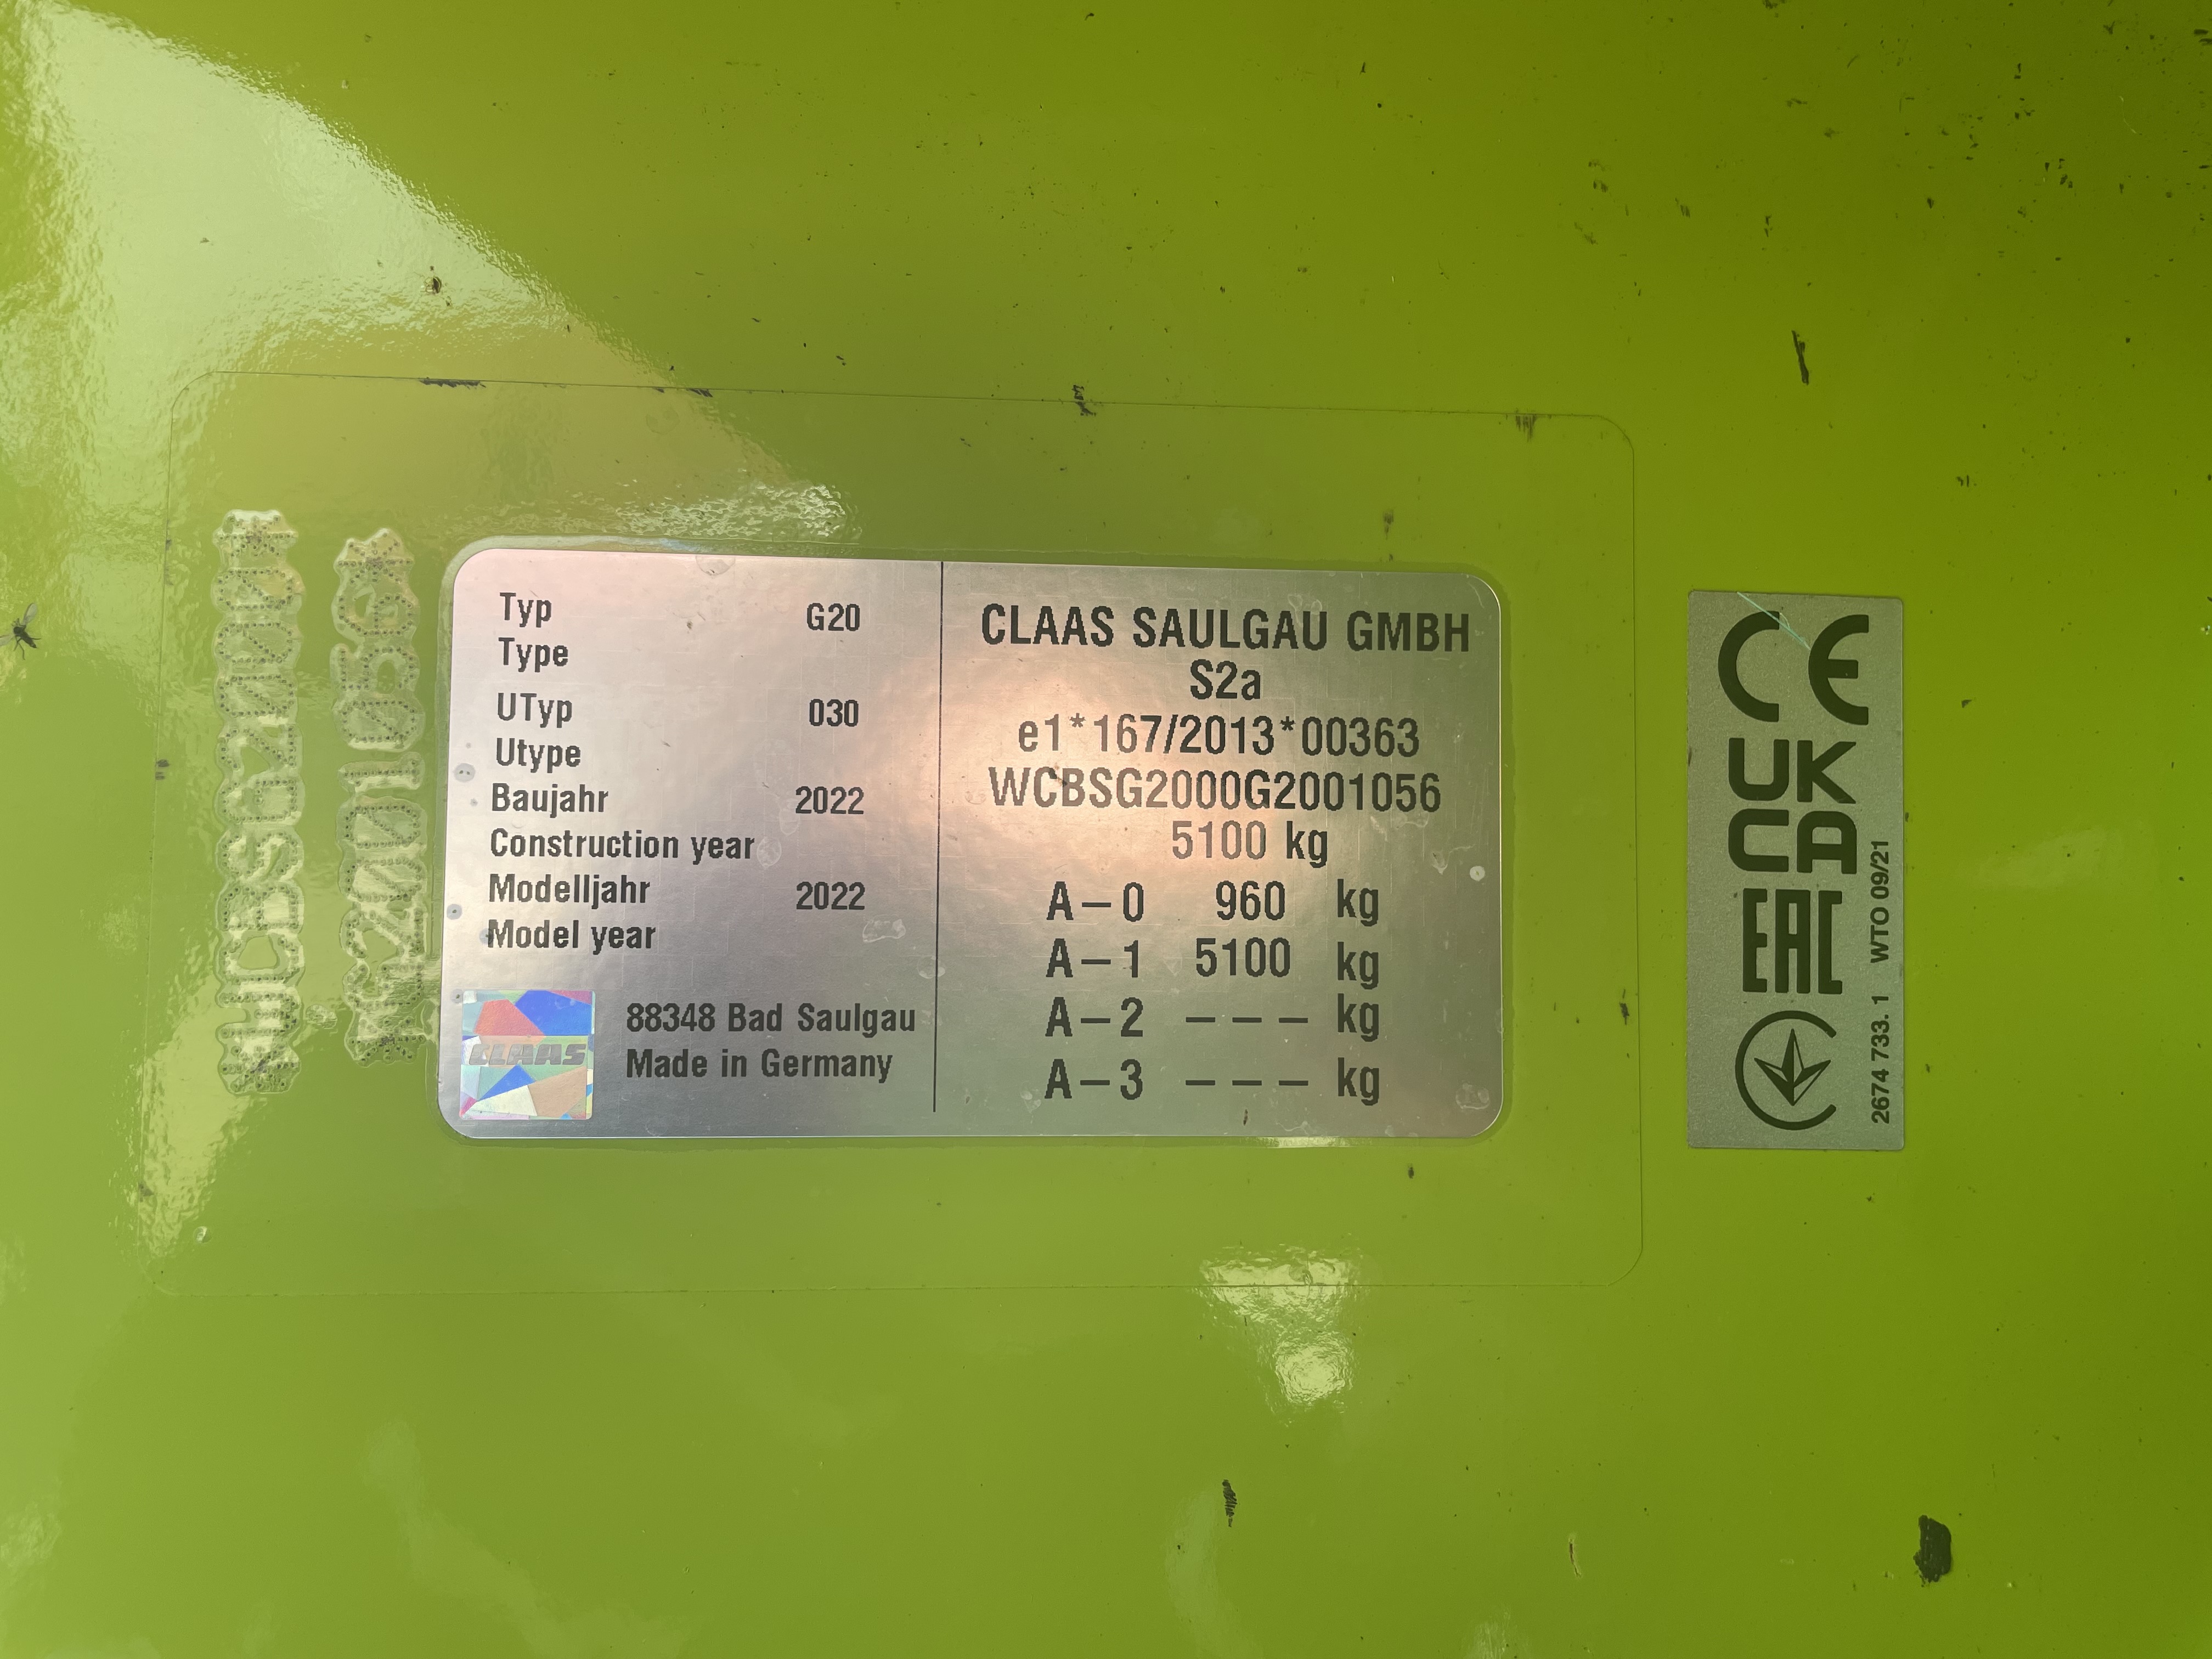 *WCBSG2000*
*G2001056*
Typ G20
Type
UTyp 030
Utype
Baujahr 2022
Construction year
Modelljahr 2022
Model year
CLAAS
88348 Bad Saulgau
Made in Germany
CLAAS SAULGAU GMBH
S2a
e1*167/2013*00363
WCBSG2000G2001056
5100 kg
A-0 960 kg
A-1 5100 kg
A-2 --- kg
A-3 --- kg
CE
UK
CA
EAC
2674 733. 1 WTO 09/21